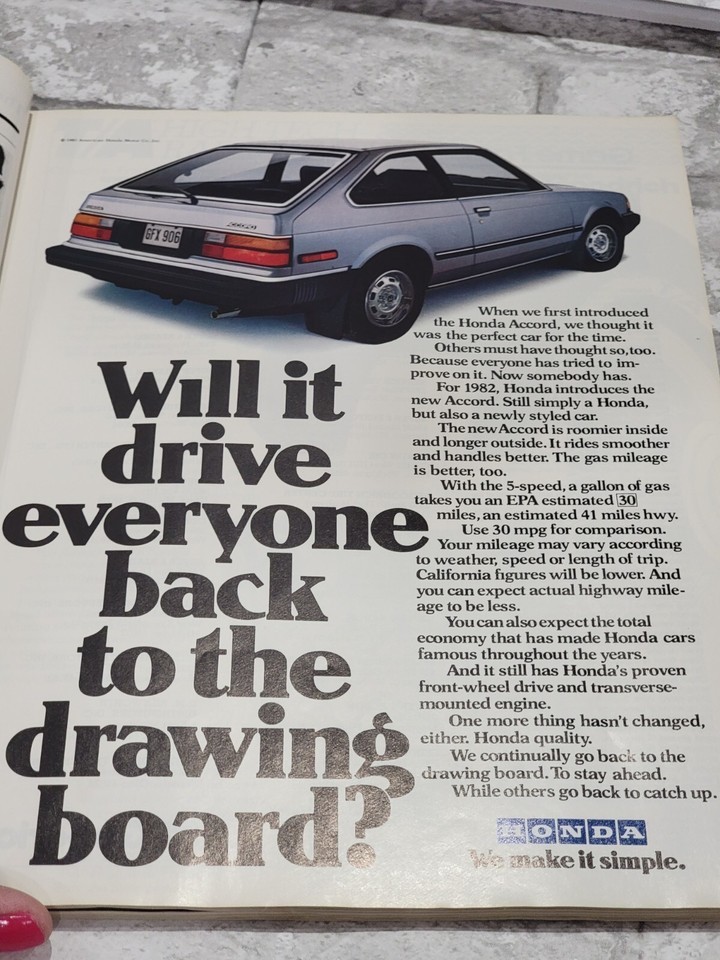 © 1981 American Honda Motor Co., Inc.
HONDA
ACCORD
GFX 906
Will it
drive
everyone
back
to the
drawing
board?
When we first introduced
the Honda Accord, we thought it
was the perfect car for the time.
Others must have thought so, too.
Because everyone has tried to im-
prove on it. Now somebody has.
For 1982, Honda introduces the
new Accord. Still simply a Honda,
but also a newly styled car.
The new Accord is roomier inside
and longer outside. It rides smoother
and handles better. The gas mileage
is better, too.
With the 5-speed, a gallon of gas
takes you an EPA estimated 30
miles, an estimated 41 miles hwy.
Use 30 mpg for comparison.
Your mileage may vary according
to weather, speed or length of trip.
California figures will be lower. And
you can expect actual highway mile-
age to be less.
You can also expect the total
economy that has made Honda cars
famous throughout the years.
And it still has Honda's proven
front-wheel drive and transverse-
mounted engine.
One more thing hasn't changed,
either. Honda quality.
We continually go back to the
drawing board. To stay ahead.
While others go back to catch up.
HONDA
We make it simple.